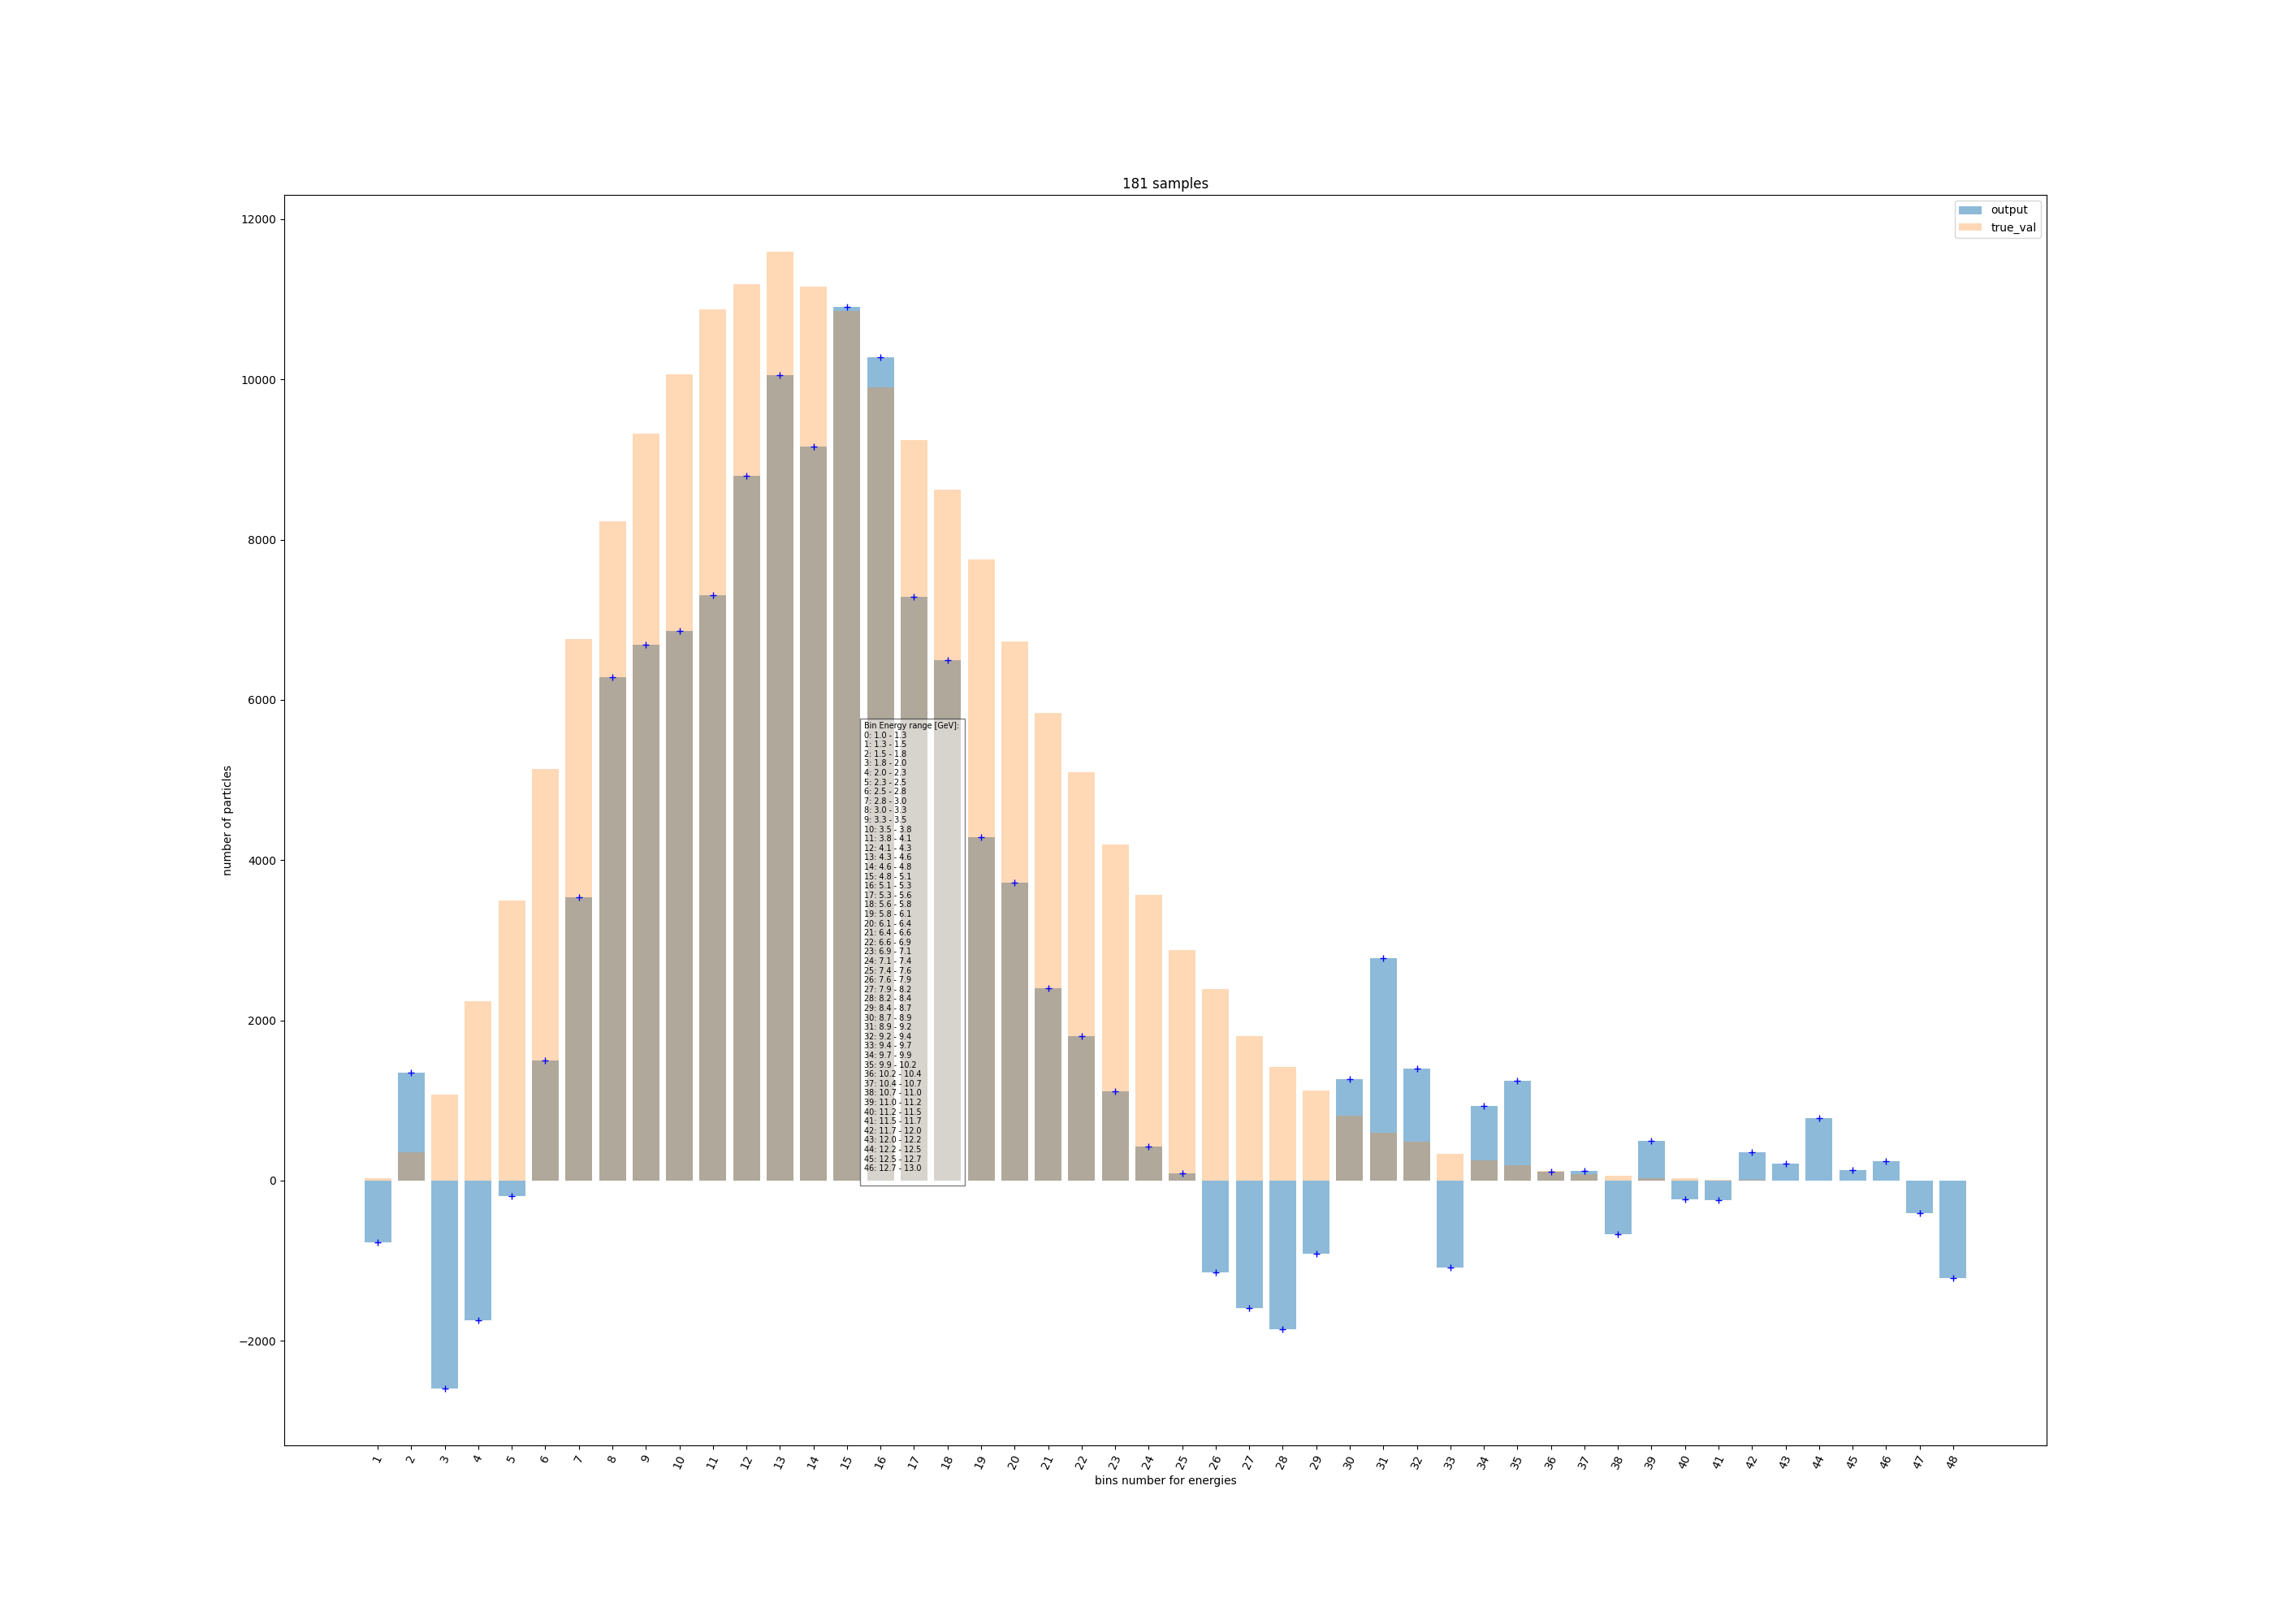 181 samples
output
true_val
12000
10000
8000
6000
4000
2000
0
−2000
number of particles
Bin Energy range [GeV]:
0: 1.0 - 1.3
1: 1.3 - 1.5
2: 1.5 - 1.8
3: 1.8 - 2.0
4: 2.0 - 2.3
5: 2.3 - 2.5
6: 2.5 - 2.8
7: 2.8 - 3.0
8: 3.0 - 3.3
9: 3.3 - 3.5
10: 3.5 - 3.8
11: 3.8 - 4.1
12: 4.1 - 4.3
13: 4.3 - 4.6
14: 4.6 - 4.8
15: 4.8 - 5.1
16: 5.1 - 5.3
17: 5.3 - 5.6
18: 5.6 - 5.8
19: 5.8 - 6.1
20: 6.1 - 6.4
21: 6.4 - 6.6
22: 6.6 - 6.9
23: 6.9 - 7.1
24: 7.1 - 7.4
25: 7.4 - 7.6
26: 7.6 - 7.9
27: 7.9 - 8.2
28: 8.2 - 8.4
29: 8.4 - 8.7
30: 8.7 - 8.9
31: 8.9 - 9.2
32: 9.2 - 9.4
33: 9.4 - 9.7
34: 9.7 - 9.9
35: 9.9 - 10.2
36: 10.2 - 10.4
37: 10.4 - 10.7
38: 10.7 - 11.0
39: 11.0 - 11.2
40: 11.2 - 11.5
41: 11.5 - 11.7
42: 11.7 - 12.0
43: 12.0 - 12.2
44: 12.2 - 12.5
45: 12.5 - 12.7
46: 12.7 - 13.0
1 2 3 4 5 6 7 8 9 10 11 12 13 14 15 16 17 18 19 20 21 22 23 24 25 26 27 28 29 30 31 32 33 34 35 36 37 38 39 40 41 42 43 44 45 46 47 48
bins number for energies